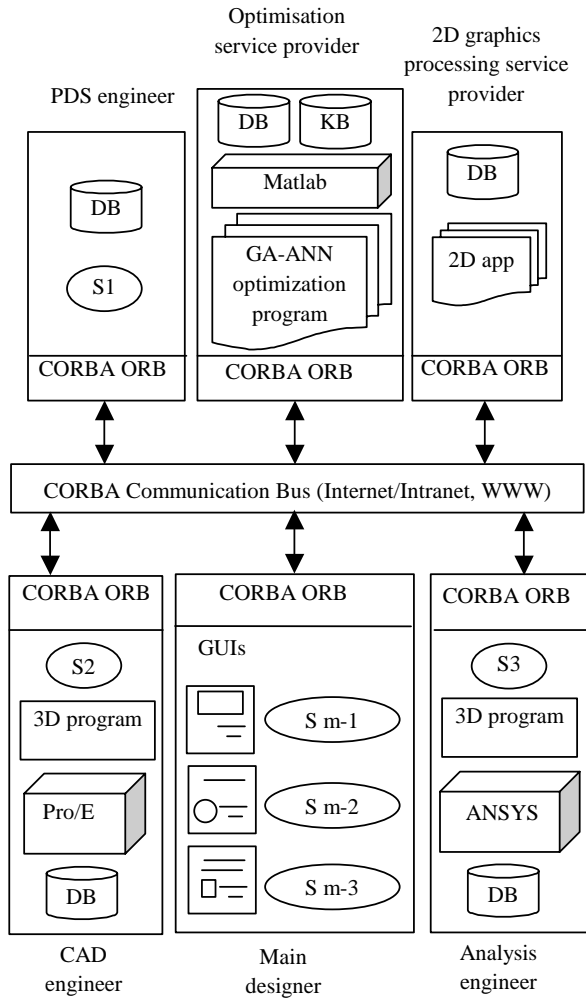 Optimisation
service provider
2D graphics
processing service
provider
PDS engineer
DB
S1
CORBA ORB
DB
KB
Matlab
GA-ANN
optimization
program
CORBA ORB
DB
2D app
CORBA ORB
CORBA Communication Bus (Internet/Intranet, WWW)
CORBA ORB
S2
3D program
Pro/E
DB
CAD
engineer
CORBA ORB
GUIs
S m-1
S m-2
S m-3
Main
designer
CORBA ORB
S3
3D program
ANSYS
DB
Analysis
engineer